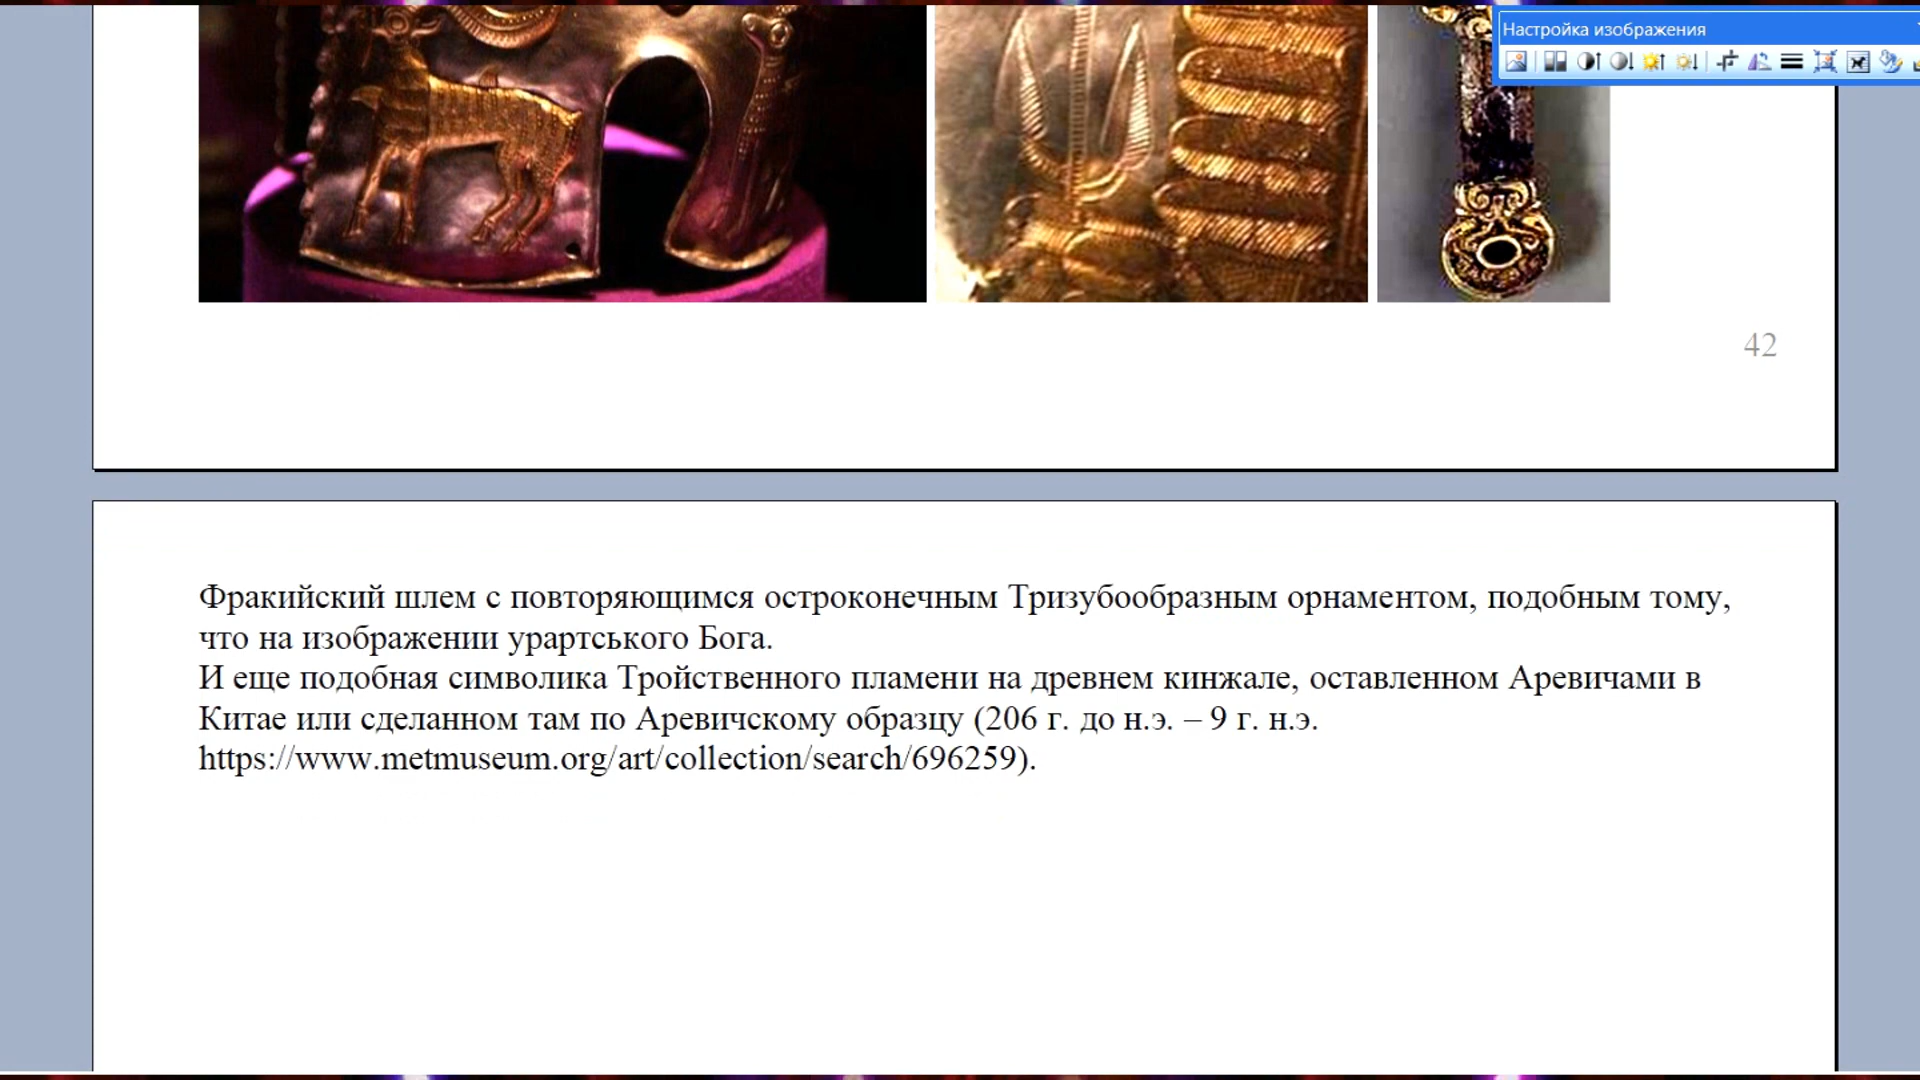 Настройка изображения
42
Фракийский шлем с повторяющимся остроконечным Тризубообразным орнаментом, подобным тому,
что на изображении урартського Бога.
И еще подобная символика Тройственного пламени на древнем кинжале, оставленном Аревичами в
Китае или сделанном там по Аревичскому образцу (206 г. до н.э. – 9 г. н.э.
https://www.metmuseum.org/art/collection/search/696259).